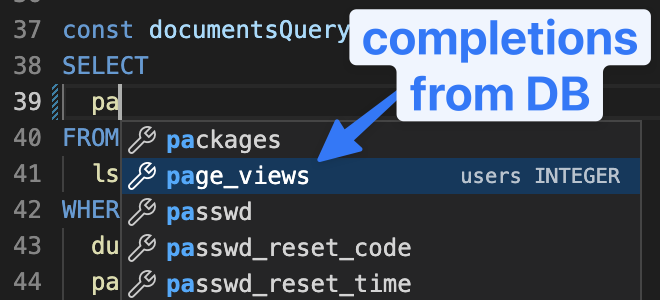 37 const documentsQuery
completions
from DB
38 SELECT
39 pa
packages
40 FROM
page_views users INTEGER
41 ls
passwd
42 WHER
passwd_reset_code
43 du
passwd_reset_time
44 pa